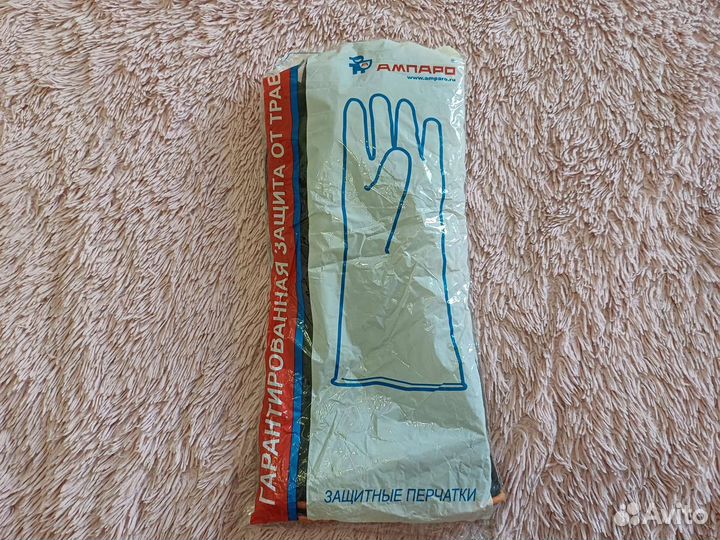 АМПАРО
www.amparo.ru
ГАРАНТИРОВАННАЯ ЗАЩИТА ОТ ТРАВ
ЗАЩИТНЫЕ ПЕРЧАТКИ
Avito